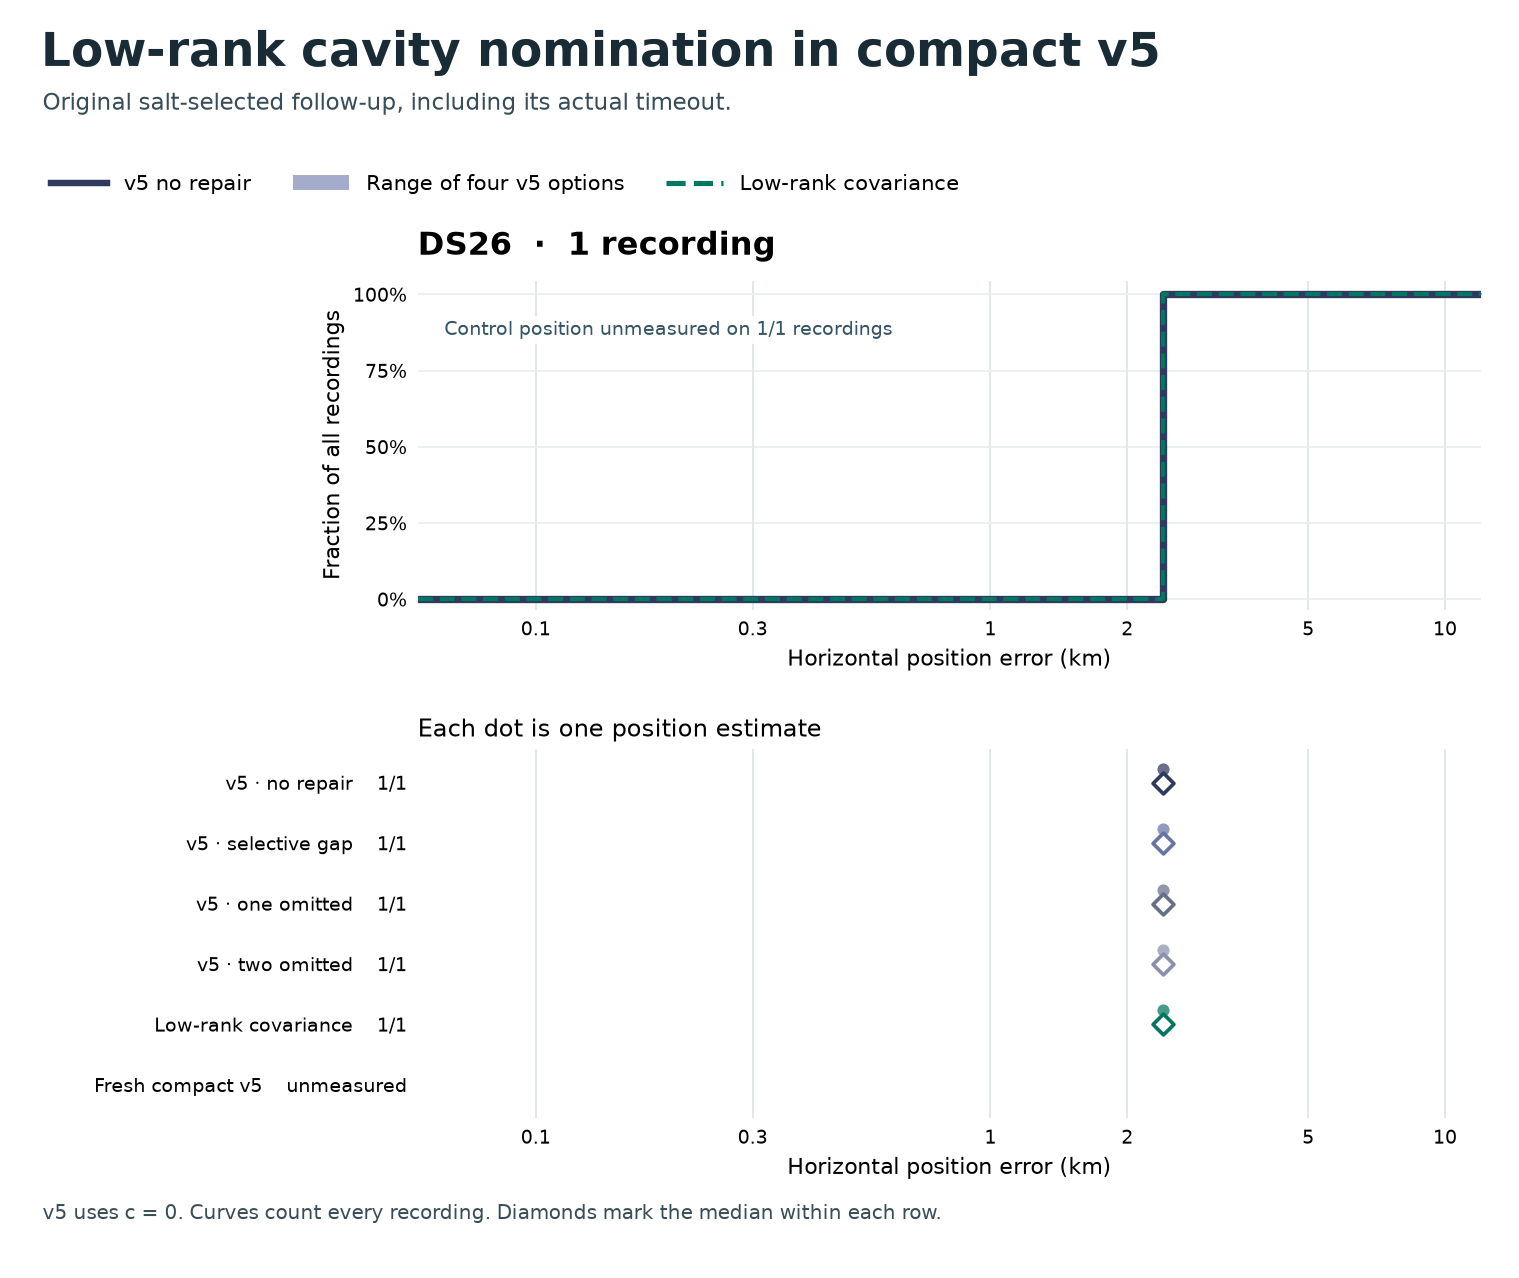 Low-rank cavity nomination in compact v5
Original salt-selected follow-up, including its actual timeout.
v5 no repair
Range of four v5 options
Low-rank covariance
DS26 · 1 recording
Fraction of all recordings
100%
75%
50%
25%
0%
Control position unmeasured on 1/1 recordings
0.1 0.3 1 2 5 10
Horizontal position error (km)
Each dot is one position estimate
v5 · no repair 1/1
v5 · selective gap 1/1
v5 · one omitted 1/1
v5 · two omitted 1/1
Low-rank covariance 1/1
Fresh compact v5 unmeasured
0.1 0.3 1 2 5 10
Horizontal position error (km)
v5 uses c = 0. Curves count every recording. Diamonds mark the median within each row.